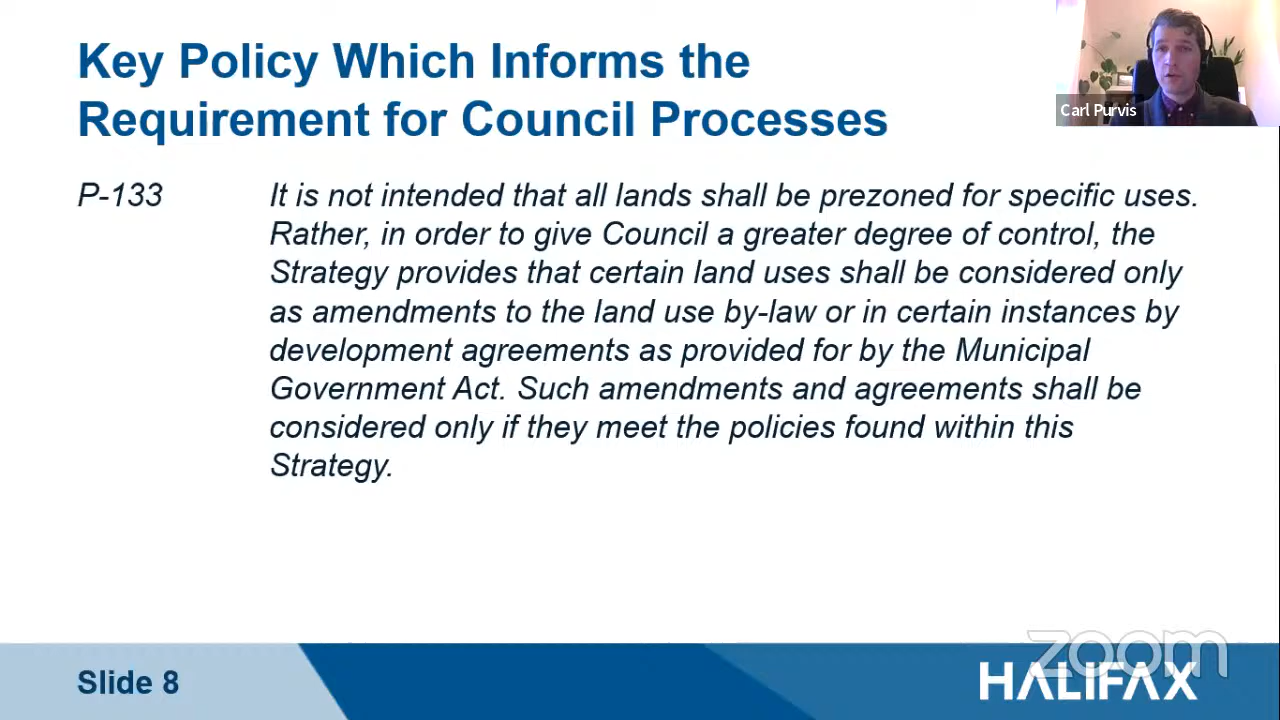 Key Policy Which Informs the
Requirement for Council Processes
Carl Purvis
P-133
It is not intended that all lands shall be prezoned for specific uses.
Rather, in order to give Council a greater degree of control, the
Strategy provides that certain land uses shall be considered only
as amendments to the land use by-law or in certain instances by
development agreements as provided for by the Municipal
Government Act. Such amendments and agreements shall be
considered only if they meet the policies found within this
Strategy.
Slide 8
zoom
HALIFAX